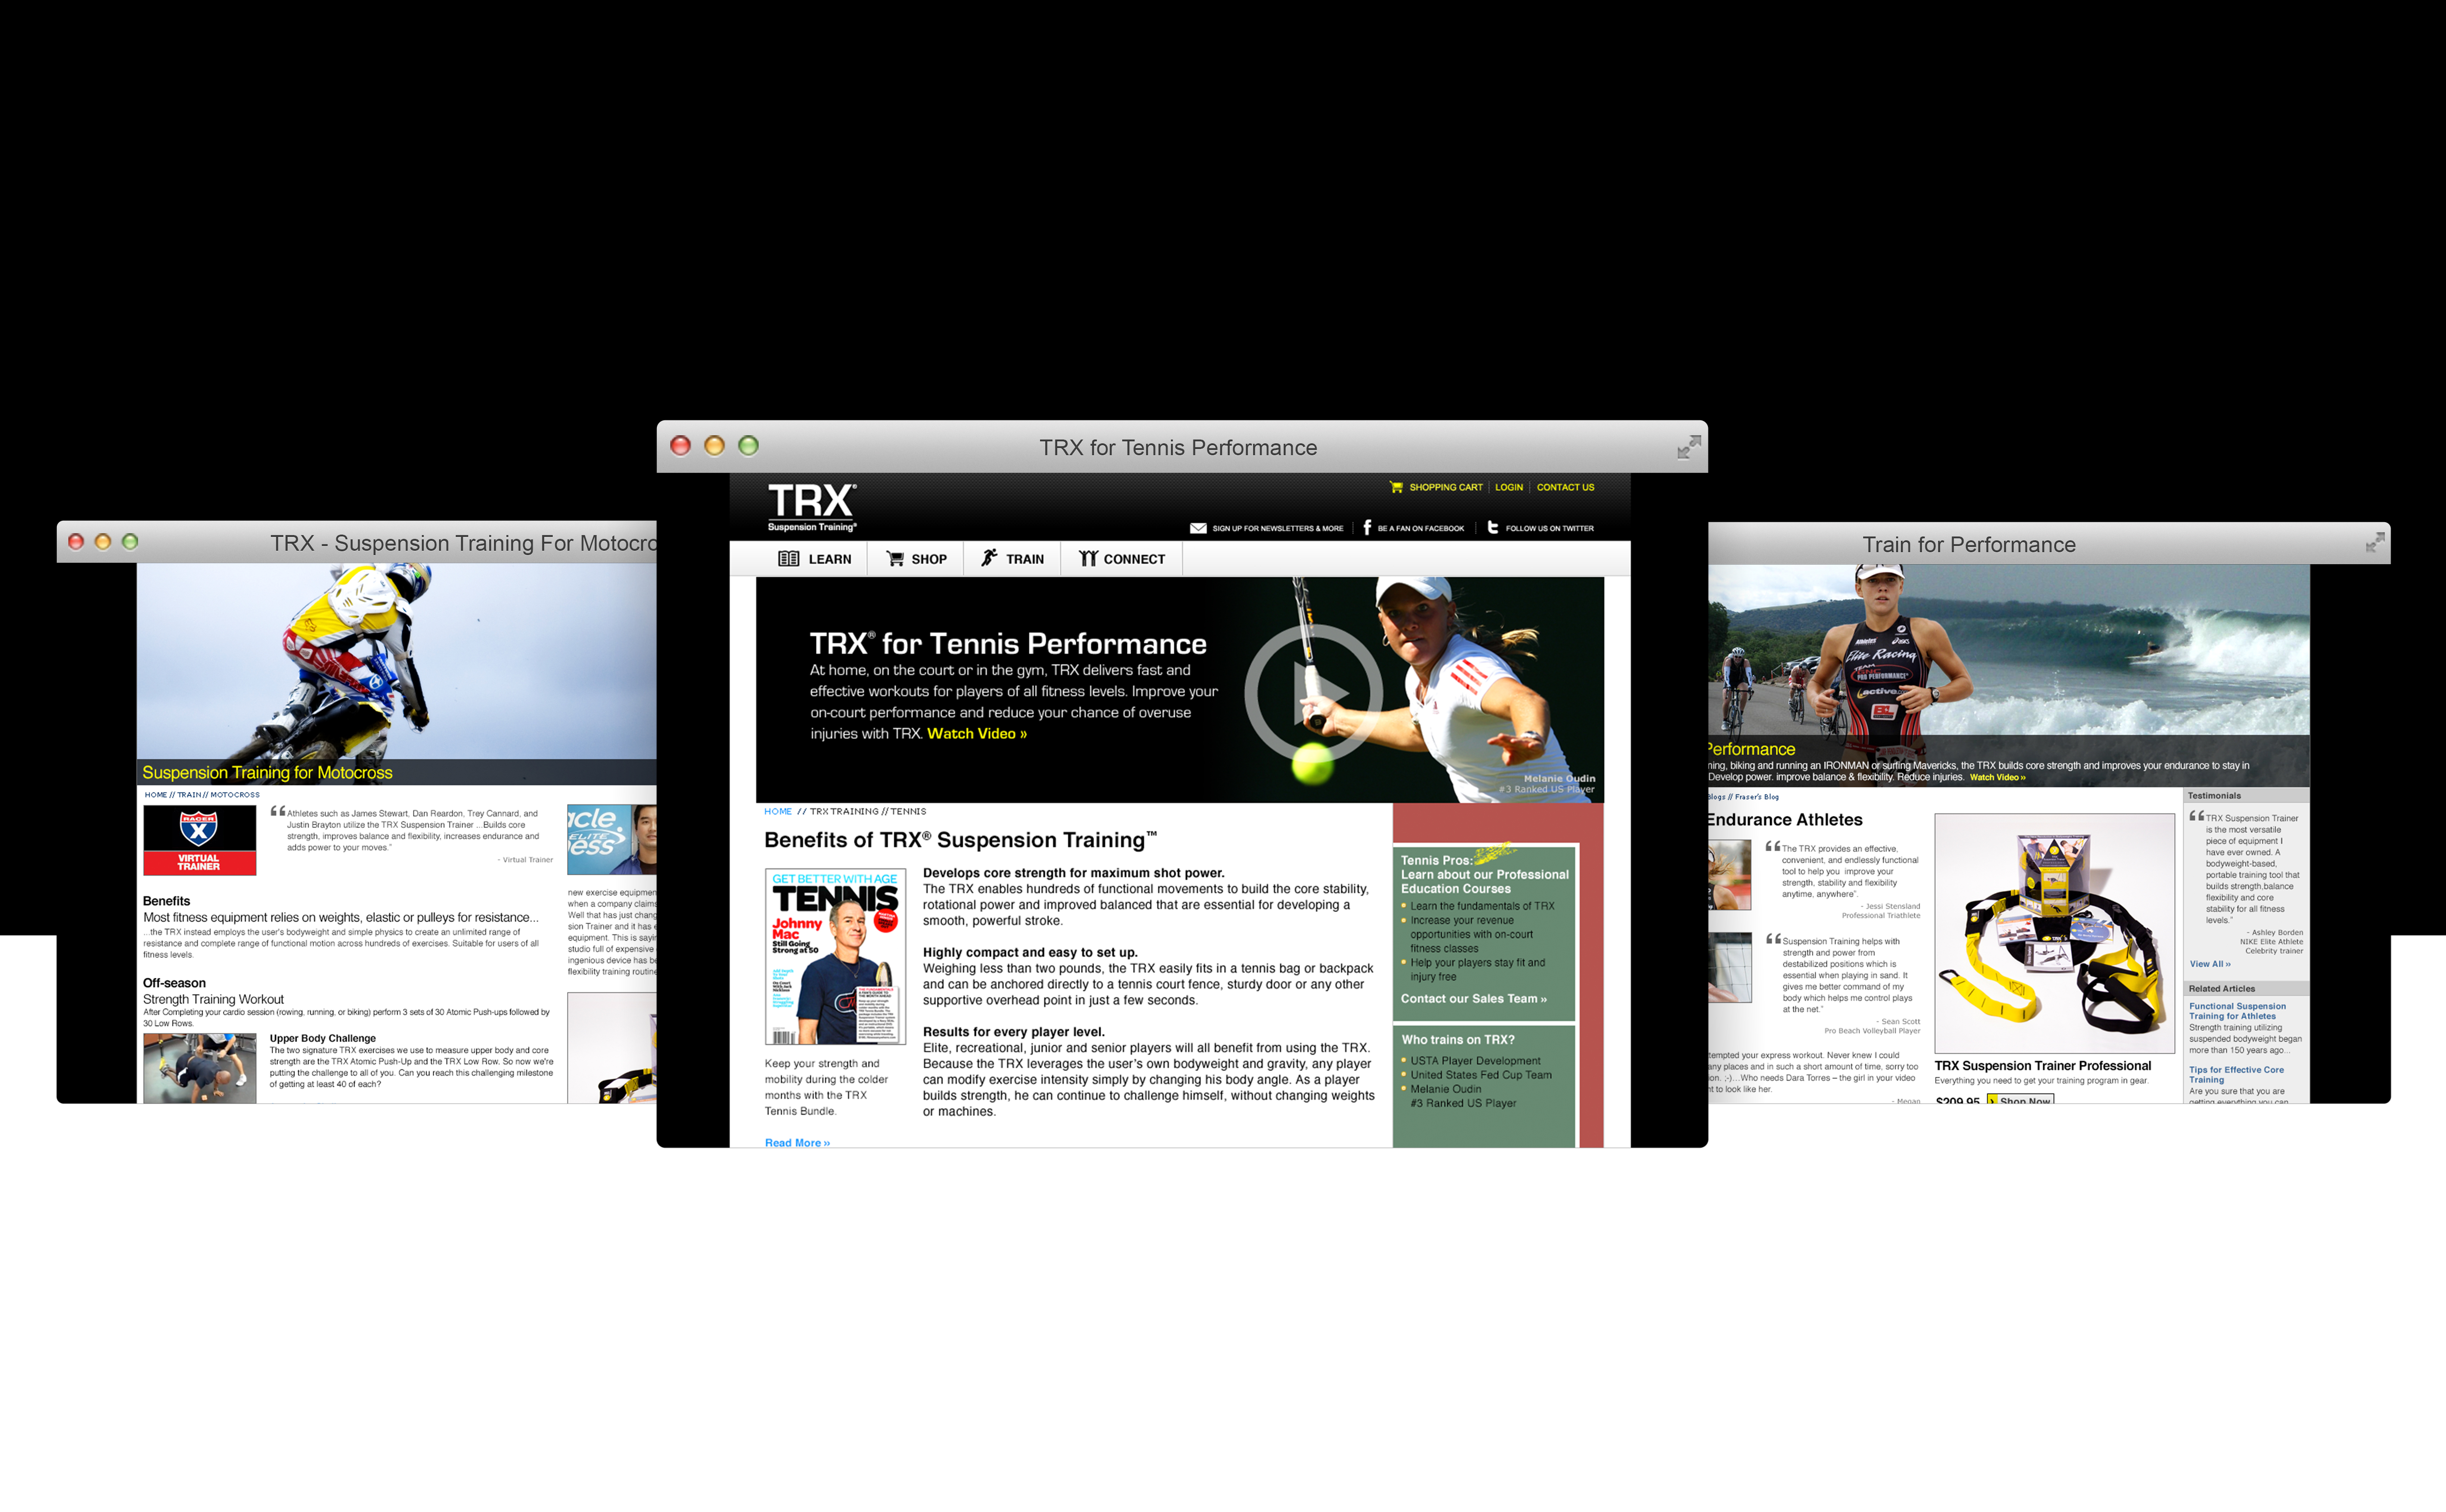 TRX - Suspension Training For Motocro
Suspension Training for Motocross
HOME // TRAIN // MOTOCROSS
RACER
X
VIRTUAL
TRAINER
Athletes such as James Stewart, Dan Reardon, Trey Cannard, and
Justin Brayton utilize the TRX Suspension Trainer ...Builds core
strength, improves balance and flexibility, increases endurance and
adds power to your moves."
- Virtual Trainer
Benefits
Most fitness equipment relies on weights, elastic or pulleys for resistance...
...the TRX instead employs the user's bodyweight and simple physics to create an unlimited range of
resistance and complete range of functional motion across hundreds of exercises. Suitable for users of all
fitness levels.
Off-season
Strength Training Workout
After Completing your cardio session (rowing, running, or biking) perform 3 sets of 30 Atomic Push-ups followed by
30 Low Rows.
Upper Body Challenge
The two signature TRX exercises we use to measure upper body and core
strength are the TRX Atomic Push-Up and the TRX Low Row. So now we're
putting the challenge to all of you. Can you reach this challenging milestone
of getting at least 40 of each?
new exercise equipmen
when a company claims
Well that has just chang
sion Trainer and it has
equipment. This is sayi
studio full of expensive
ingenious device has be
flexibility training routine
TRX for Tennis Performance
TRX®
Suspension Training®
SHOPPING CART | LOGIN | CONTACT US
SIGN UP FOR NEWSLETTERS & MORE | BE A FAN ON FACEBOOK | FOLLOW US ON TWITTER
LEARN SHOP TRAIN CONNECT
TRX® for Tennis Performance
At home, on the court or in the gym, TRX delivers fast and
effective workouts for players of all fitness levels. Improve your
on-court performance and reduce your chance of overuse
injuries with TRX. Watch Video »
Melanie Oudin
#3 Ranked US Player
HOME // TRX TRAINING // TENNIS
Benefits of TRX® Suspension Training™
GET BETTER WITH AGE
TENNIS
Johnny
Mac
Still Going
Strong at 50
Keep your strength and
mobility during the colder
months with the TRX
Tennis Bundle.
Read More »
Develops core strength for maximum shot power.
The TRX enables hundreds of functional movements to build the core stability,
rotational power and improved balanced that are essential for developing a
smooth, powerful stroke.
Highly compact and easy to set up.
Weighing less than two pounds, the TRX easily fits in a tennis bag or backpack
and can be anchored directly to a tennis court fence, sturdy door or any other
supportive overhead point in just a few seconds.
Results for every player level.
Elite, recreational, junior and senior players will all benefit from using the TRX.
Because the TRX leverages the user's own bodyweight and gravity, any player
can modify exercise intensity simply by changing his body angle. As a player
builds strength, he can continue to challenge himself, without changing weights
or machines.
Tennis Pros:
Learn about our Professional
Education Courses
Learn the fundamentals of TRX
Increase your revenue
opportunities with on-court
fitness classes
Help your players stay fit and
injury free
Contact our Sales Team »
Who trains on TRX?
USTA Player Development
United States Fed Cup Team
Melanie Oudin
#3 Ranked US Player
Train for Performance
Elite Racing
PRO PERFORMANCE
active
Performance
ning, biking and running an IRONMAN or surfing Mavericks, the TRX builds core strength and improves your endurance to stay in
Develop power. improve balance & flexibility. Reduce injuries. Watch Video »
Blogs // Fraser's Blog
Endurance Athletes
The TRX provides an effective,
convenient, and endlessly functional
tool to help you improve your
strength, stability and flexibility
anytime, anywhere".
- Jessi Stensland
Professional Triathlete
Suspension Training helps with
strength and power from
destabilized positions which is
essential when playing in sand. It
gives me better command of my
body which helps me control plays
at the net."
- Sean Scott
Pro Beach Volleyball Player
tempted your express workout. Never knew I could
any places and in such a short amount of time, sorry too
ion. ;-)...Who needs Dara Torres – the girl in your video
nt to look like her.
- Megan
TRX Suspension Trainer Professional
Everything you need to get your training program in gear.
$209.95 Shop Now
Testimonials
TRX Suspension Trainer
is the most versatile
piece of equipment I
have ever owned. A
bodyweight-based,
portable training tool that
builds strength,balance
flexibility and core
stability for all fitness
levels."
- Ashley Borden
NIKE Elite Athlete
Celebrity trainer
View All »
Related Articles
Functional Suspension
Training for Athletes
Strength training utilizing
suspended bodyweight began
more than 150 years ago...
Tips for Effective Core
Training
Are you sure that you are
getting everything you can